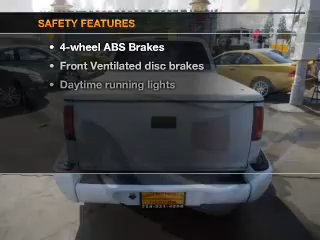 SAFETY FEATURES
4-wheel ABS Brakes
Front Ventilated disc brakes
Daytime running lights